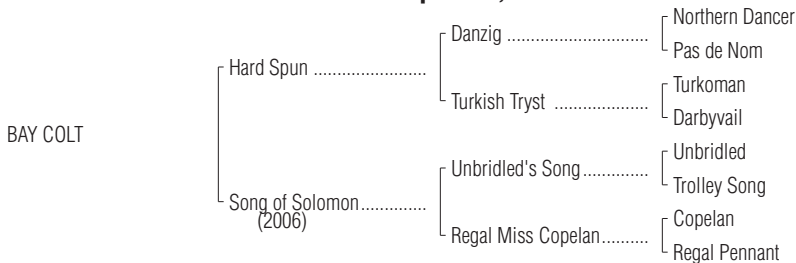 Northern Dancer
Danzig ..............................
Pas de Nom
Hard Spun ........................
Turkoman
Turkish Tryst ....................
Darbyvail
BAY COLT
Unbridled
Unbridled's Song..............
Trolley Song
Song of Solomon..............
(2006)
Copelan
Regal Miss Copelan..........
Regal Pennant